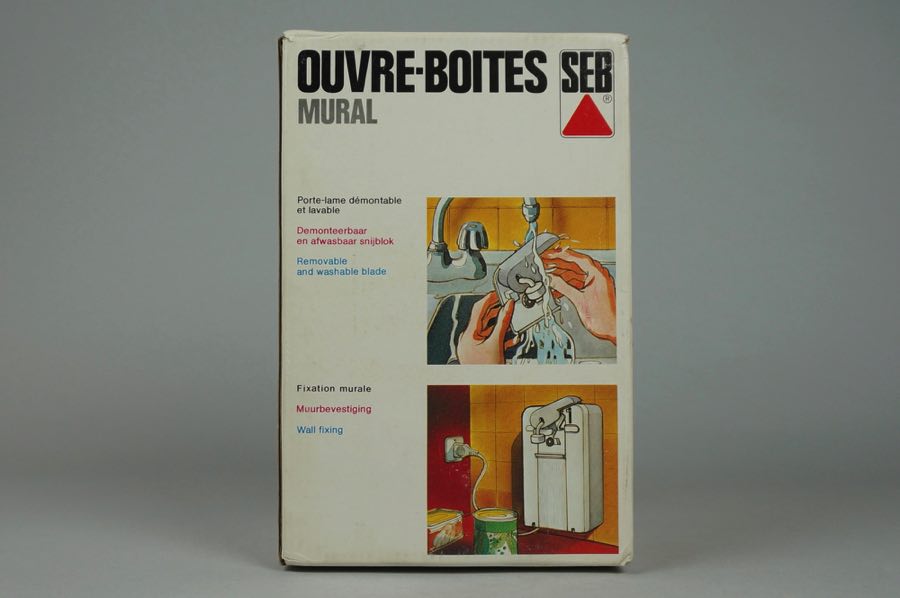 OUVRE-BOITES
MURAL
SEB
®
Porte-lame démontable
et lavable
Demonteerbaar
en afwasbaar snijblok
Removable
and washable blade
Fixation murale
Muurbevestiging
Wall fixing